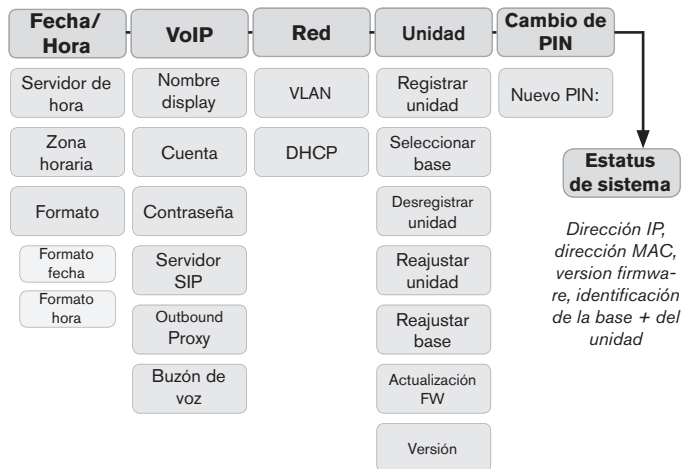 Fecha/
Hora
VoIP
Red
Unidad
Cambio de
PIN
Servidor de
hora
Zona
horaria
Formato
Formato
fecha
Formato
hora
Nombre
display
Cuenta
Contraseña
Servidor
SIP
Outbound
Proxy
Buzón de
voz
VLAN
DHCP
Registrar
unidad
Seleccionar
base
Desregistrar
unidad
Reajustar
unidad
Reajustar
base
Actualización
FW
Versión
Nuevo PIN:
Estatus
de sistema
Dirección IP,
dirección MAC,
version firmwa-
re, identificación
de la base + del
unidad